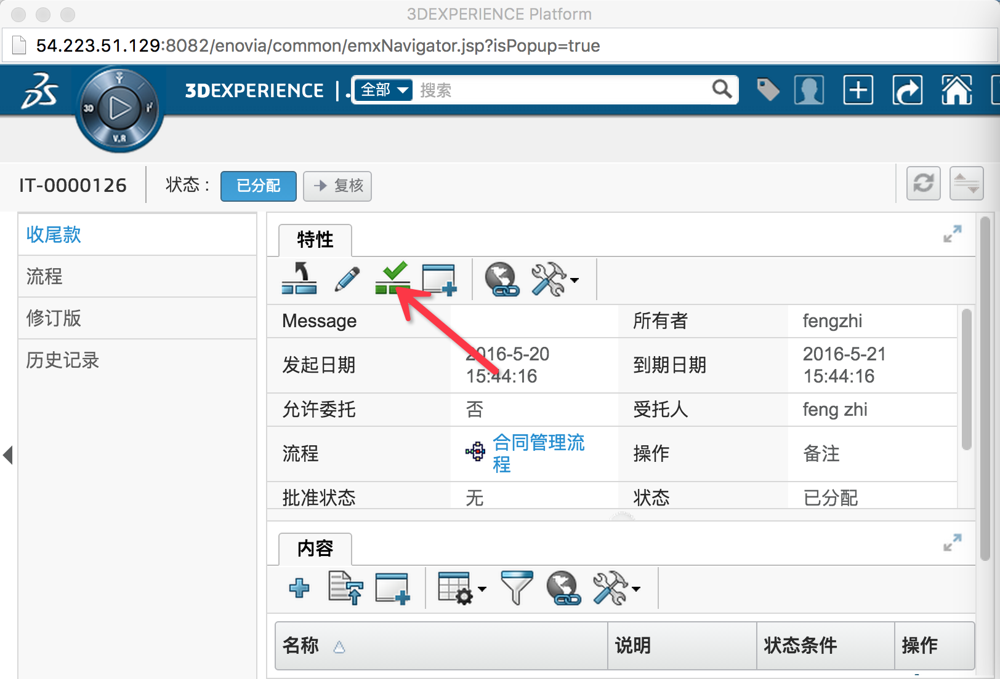 3DEXPERIENCE Platform
54.223.51.129:8082/enovia/common/emxNavigator.jsp?isPopup=true
3DS
3D
V.R
3DEXPERIENCE | .
全部
搜索
IT-0000126
状态 :
已分配
复核
收尾款
流程
修订版
历史记录
特性
Message
所有者
fengzhi
发起日期
2016-5-20
15:44:16
到期日期
2016-5-21
15:44:16
允许委托
否
受托人
feng zhi
流程
合同管理流
程
操作
备注
批准状态
无
状态
已分配
内容
名称
说明
状态条件
操作